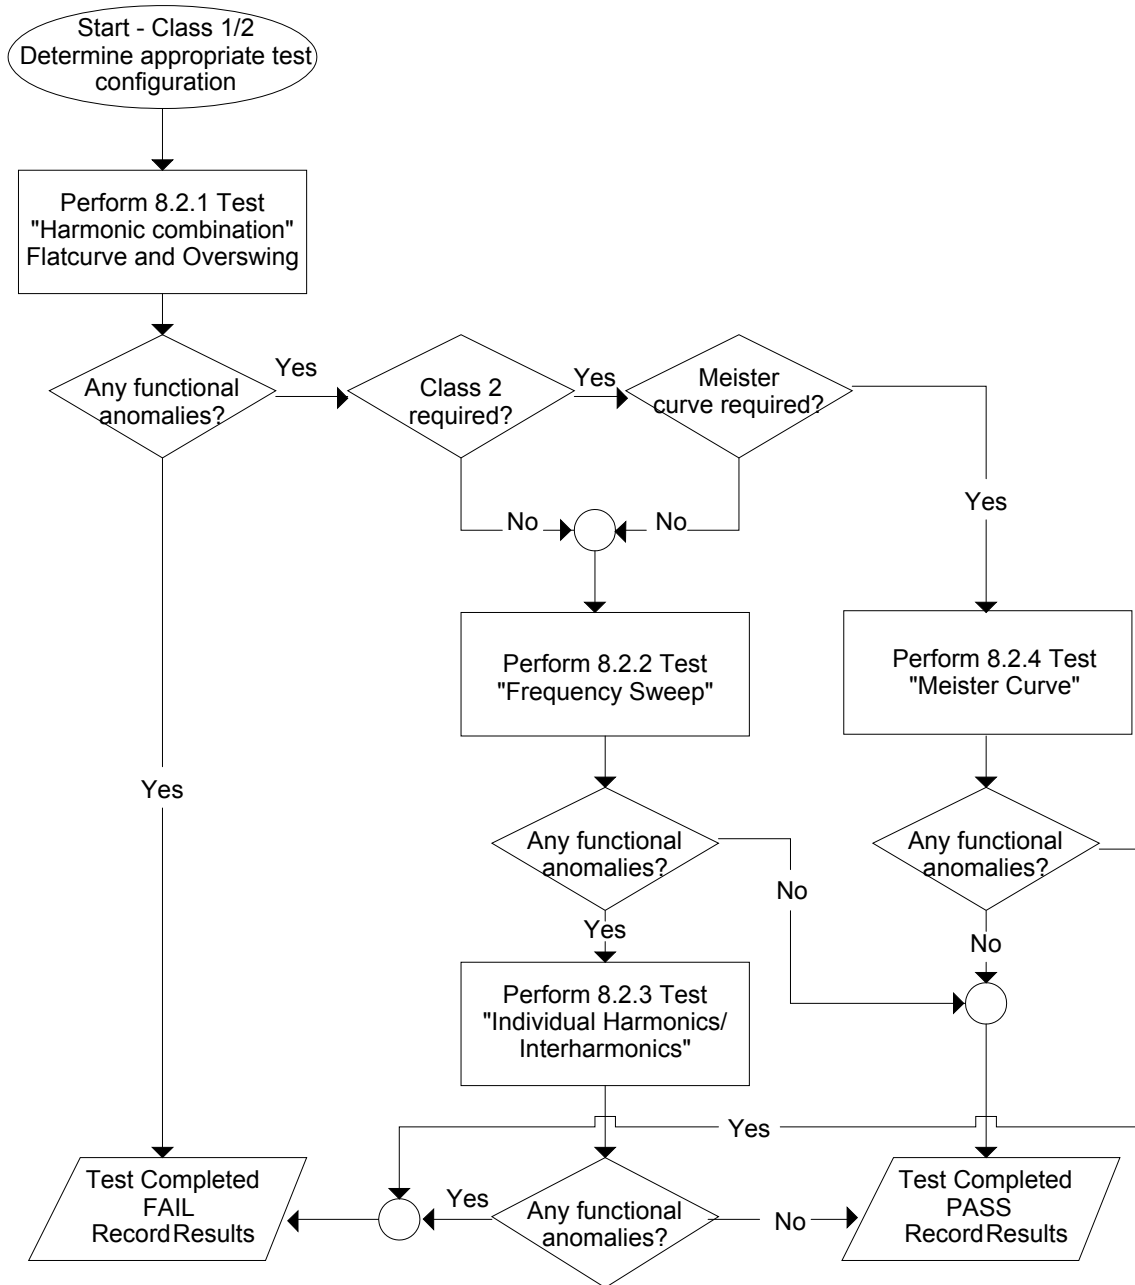 Start - Class 1/2
Determine appropriate test
configuration
Perform 8.2.1 Test
"Harmonic combination"
Flatcurve and Overswing
Any functional
anomalies?
Yes
Class 2
required?
Yes
Meister
curve required?
No
No
Yes
Yes
Perform 8.2.2 Test
"Frequency Sweep"
Perform 8.2.4 Test
"Meister Curve"
Any functional
anomalies?
No
Yes
Any functional
anomalies?
No
Perform 8.2.3 Test
"Individual Harmonics/
Interharmonics"
Yes
Test Completed
FAIL
Record Results
Yes
Any functional
anomalies?
No
Test Completed
PASS
Record Results